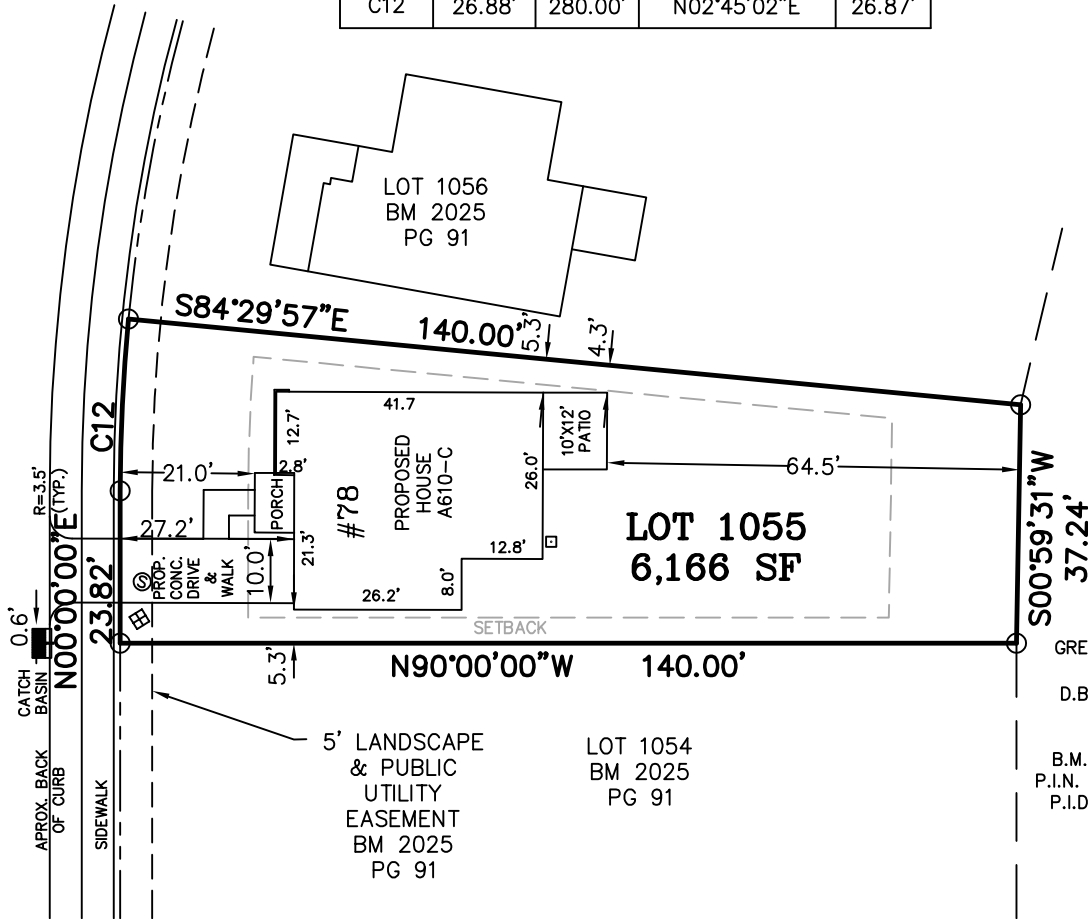 C12 26.88' 280.00' N02°45'02"E 26.87'
LOT 1056
BM 2025
PG 91
S84°29'57"E 140.00'
5.3'
4.3'
C12
41.7
12.7'
2.8'
10'X12'
PATIO
21.0'
PORCH
#78
PROPOSED
HOUSE
A610-C
26.0'
64.5'
R=3.5'
(TYP.)
27.2'
21.3'
12.8'
LOT 1055
6,166 SF
S00°59'31"W
37.24'
N00°00'00"E
23.82'
S
PROP.
CONC.
DRIVE
&
WALK
10.0'
26.2'
8.0'
SETBACK
0.6'
CATCH
BASIN
5.3'
N90°00'00"W 140.00'
GRE
D.B
B.M.
P.I.N.
P.I.D
5' LANDSCAPE
& PUBLIC
UTILITY
EASEMENT
BM 2025
PG 91
LOT 1054
BM 2025
PG 91
APROX. BACK
OF CURB
SIDEWALK